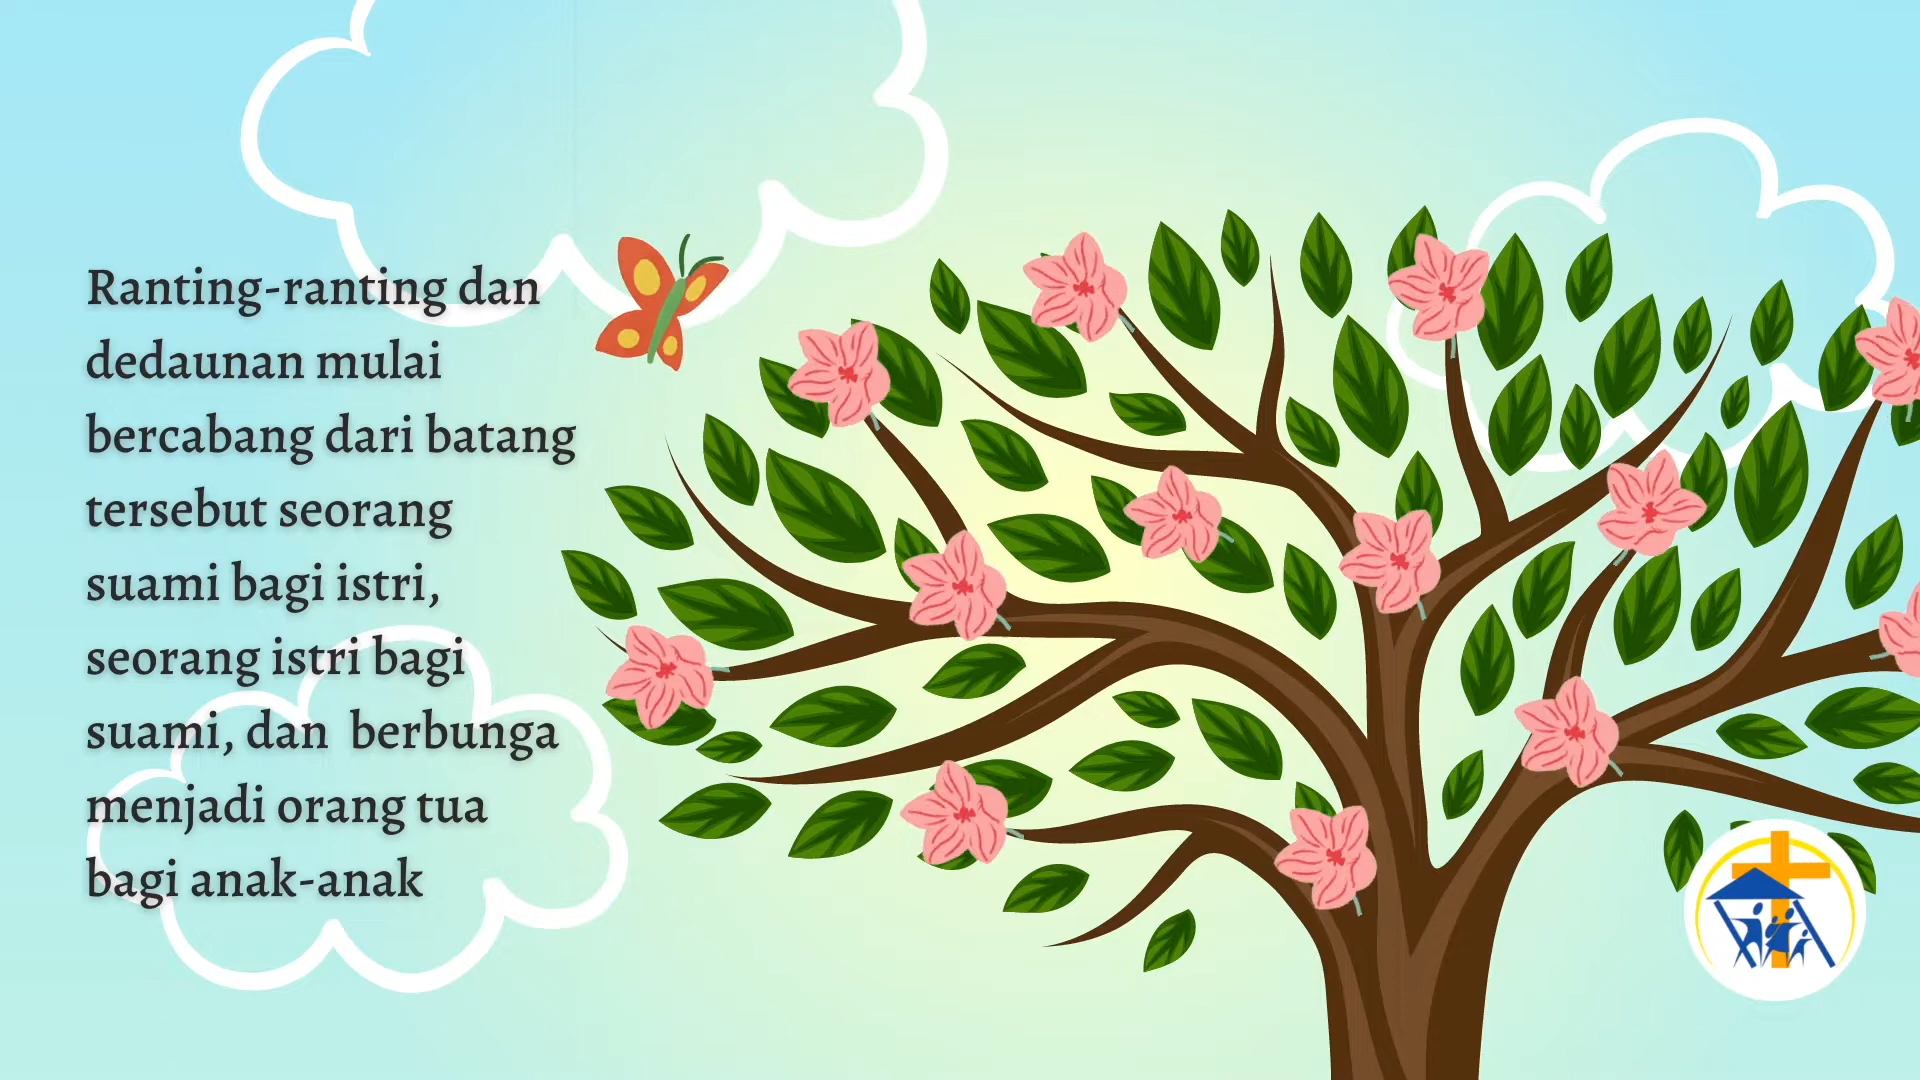 Ranting-ranting dan
dedaunan mulai
bercabang dari batang
tersebut seorang
suami bagi istri,
seorang istri bagi
suami, dan  berbunga
menjadi orang tua
bagi anak-anak